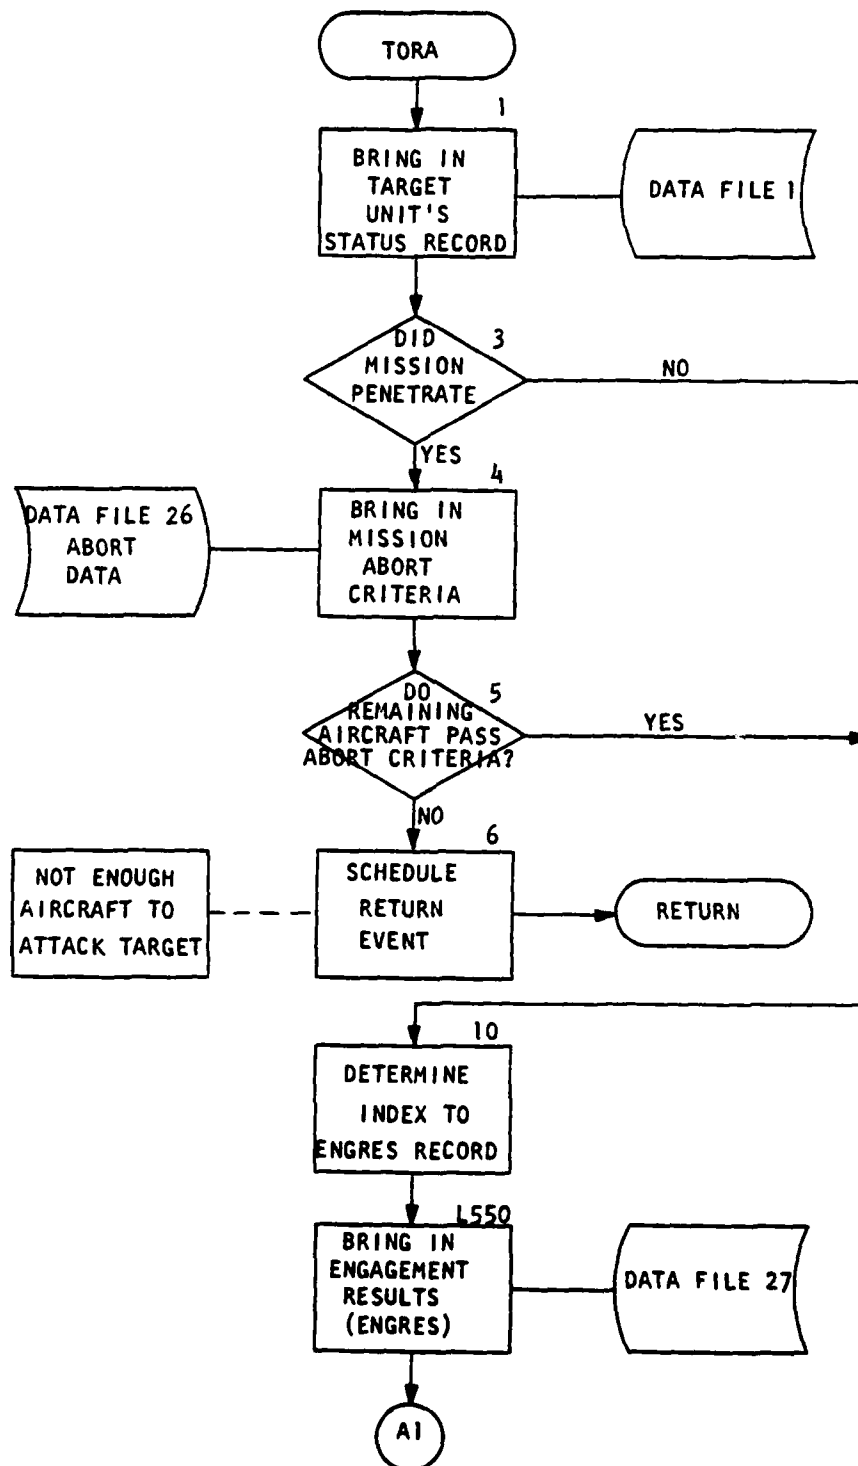 TORA
1
BRING IN
TARGET
UNIT'S
STATUS RECORD
DATA FILE 1
DID
MISSION
PENETRATE
3
NO
YES
4
DATA FILE 26
ABORT
DATA
BRING IN
MISSION
ABORT
CRITERIA
DO
REMAINING
AIRCRAFT PASS
ABORT CRITERIA?
5
YES
NO
6
NOT ENOUGH
AIRCRAFT TO
ATTACK TARGET
SCHEDULE
RETURN
EVENT
RETURN
10
DETERMINE
INDEX TO
ENGRES RECORD
L550
BRING IN
ENGAGEMENT
RESULTS
(ENGRES)
DATA FILE 27
A1